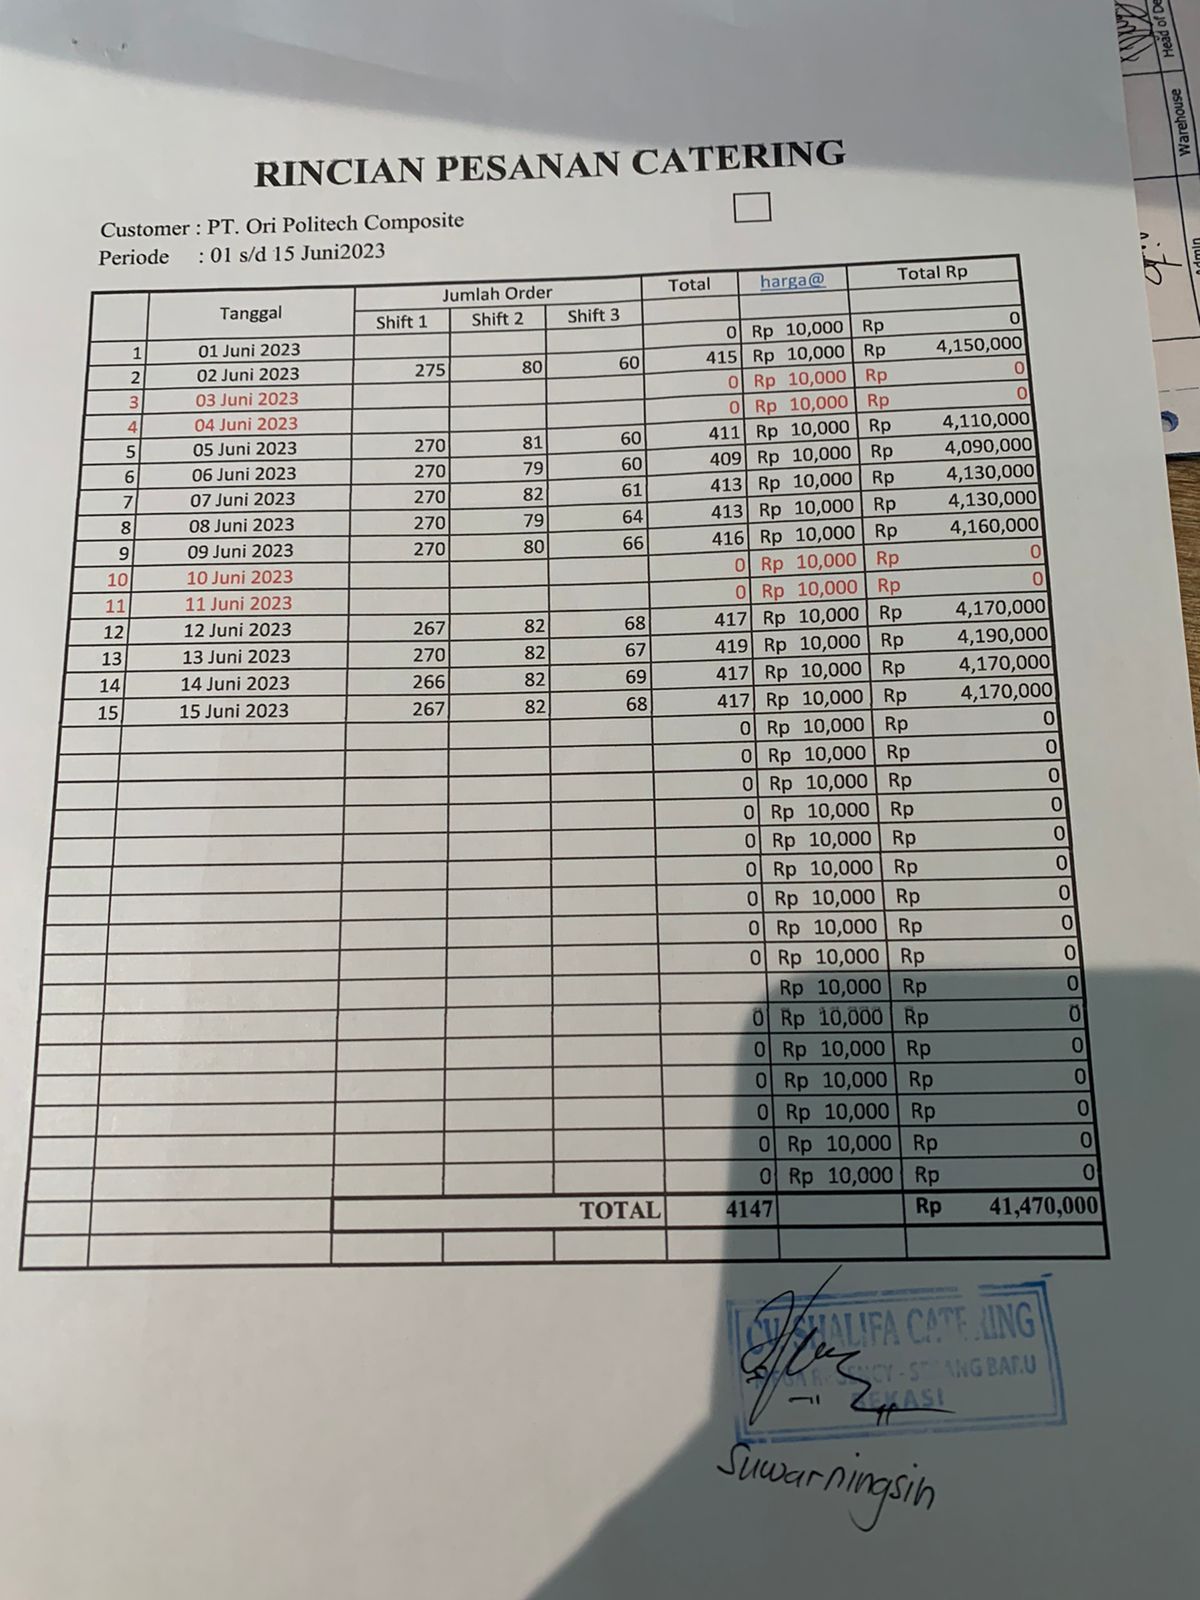 Head of De
Warehouse
Admin
RINCIAN PESANAN CATERING
Customer : PT. Ori Politech Composite
Periode : 01 s/d 15 Juni2023
Tanggal Jumlah Order Total harga@ Total Rp
Shift 1 Shift 2 Shift 3
1 01 Juni 2023 0 Rp 10,000 Rp 0
2 02 Juni 2023 275 80 60 415 Rp 10,000 Rp 4,150,000
3 03 Juni 2023 0 Rp 10,000 Rp 0
4 04 Juni 2023 0 Rp 10,000 Rp 0
5 05 Juni 2023 270 81 60 411 Rp 10,000 Rp 4,110,000
6 06 Juni 2023 270 79 60 409 Rp 10,000 Rp 4,090,000
7 07 Juni 2023 270 82 61 413 Rp 10,000 Rp 4,130,000
8 08 Juni 2023 270 79 64 413 Rp 10,000 Rp 4,130,000
9 09 Juni 2023 270 80 66 416 Rp 10,000 Rp 4,160,000
10 10 Juni 2023 0 Rp 10,000 Rp 0
11 11 Juni 2023 0 Rp 10,000 Rp 0
12 12 Juni 2023 267 82 68 417 Rp 10,000 Rp 4,170,000
13 13 Juni 2023 270 82 67 419 Rp 10,000 Rp 4,190,000
14 14 Juni 2023 266 82 69 417 Rp 10,000 Rp 4,170,000
15 15 Juni 2023 267 82 68 417 Rp 10,000 Rp 4,170,000
0 Rp 10,000 Rp 0
0 Rp 10,000 Rp 0
0 Rp 10,000 Rp 0
0 Rp 10,000 Rp 0
0 Rp 10,000 Rp 0
0 Rp 10,000 Rp 0
0 Rp 10,000 Rp 0
0 Rp 10,000 Rp 0
0 Rp 10,000 Rp 0
Rp 10,000 Rp 0
0 Rp 10,000 Rp 0
0 Rp 10,000 Rp 0
0 Rp 10,000 Rp 0
0 Rp 10,000 Rp 0
0 Rp 10,000 Rp 0
0 Rp 10,000 Rp 0
TOTAL 4147 Rp 41,470,000
CV SHALIFA CATERING
BARU
BEKASI
Suwarningsih